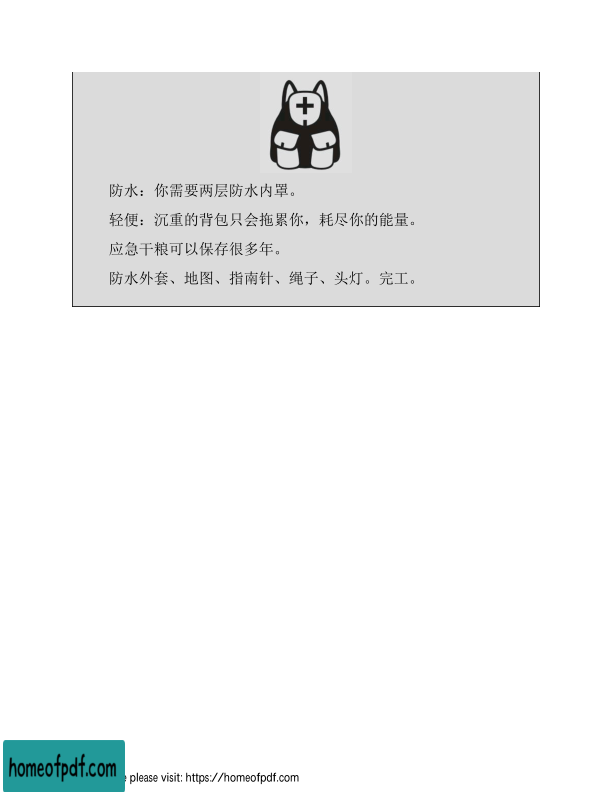 防水：你需要两层防水内罩。
轻便：沉重的背包只会拖累你，耗尽你的能量。
应急干粮可以保存很多年。
防水外套、地图、指南针、绳子、头灯。完工。
homeofpdf.com
e please visit: https://homeofpdf.com